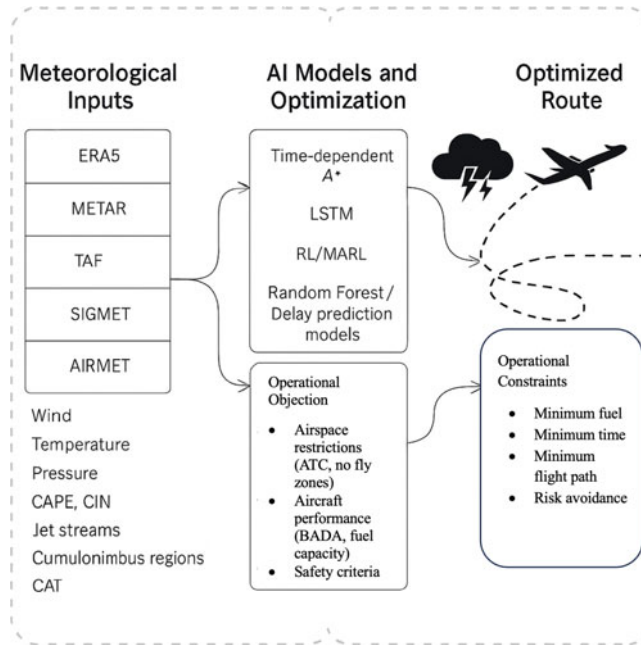 Meteorological
Inputs
ERA5
METAR
TAF
SIGMET
AIRMET
Wind
Temperature
Pressure
CAPE, CIN
Jet streams
Cumulonimbus regions
CAT
AI Models and
Optimization
Time-dependent
A*
LSTM
RL/MARL
Random Forest/
Delay prediction
models
Operational
Objection
• Airspace
restrictions
(ATC, no fly
zones)
• Aircraft
performance
(BADA, fuel
capacity)
• Safety criteria
Optimized
Route
Operational
Constraints
• Minimum fuel
• Minimum time
• Minimum
flight path
• Risk avoidance